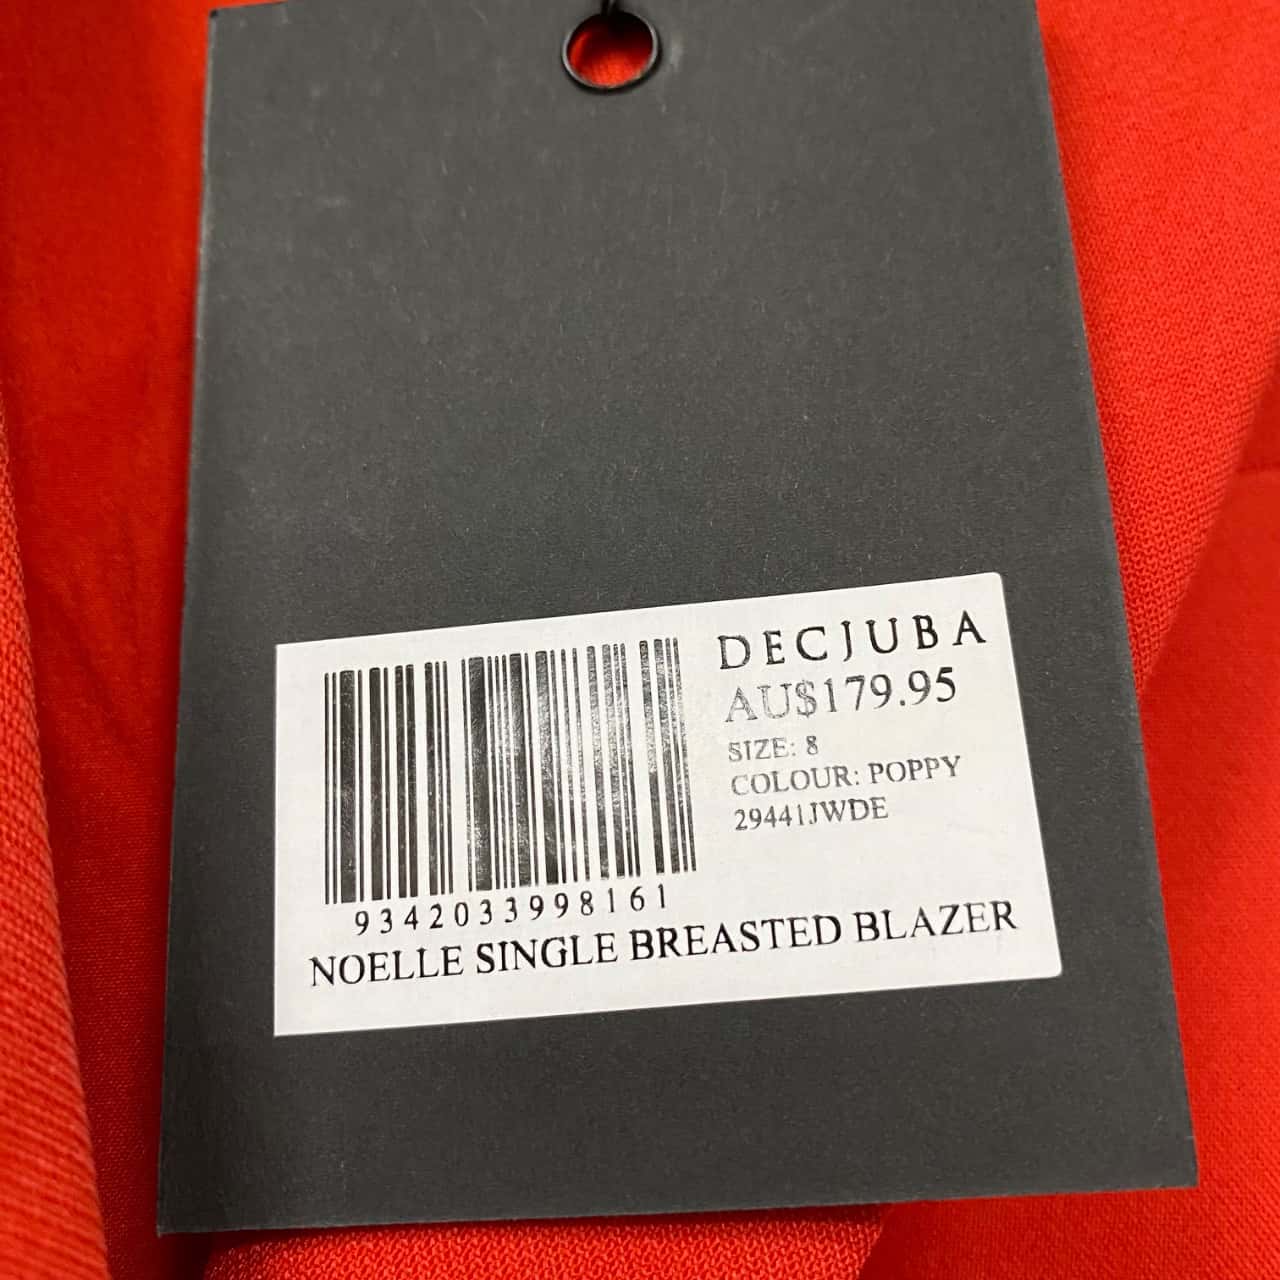 DECJUBA
AU$179.95
SIZE: 8
COLOUR: POPPY
29441JWDE
9342033998161
NOELLE SINGLE BREASTED BLAZER